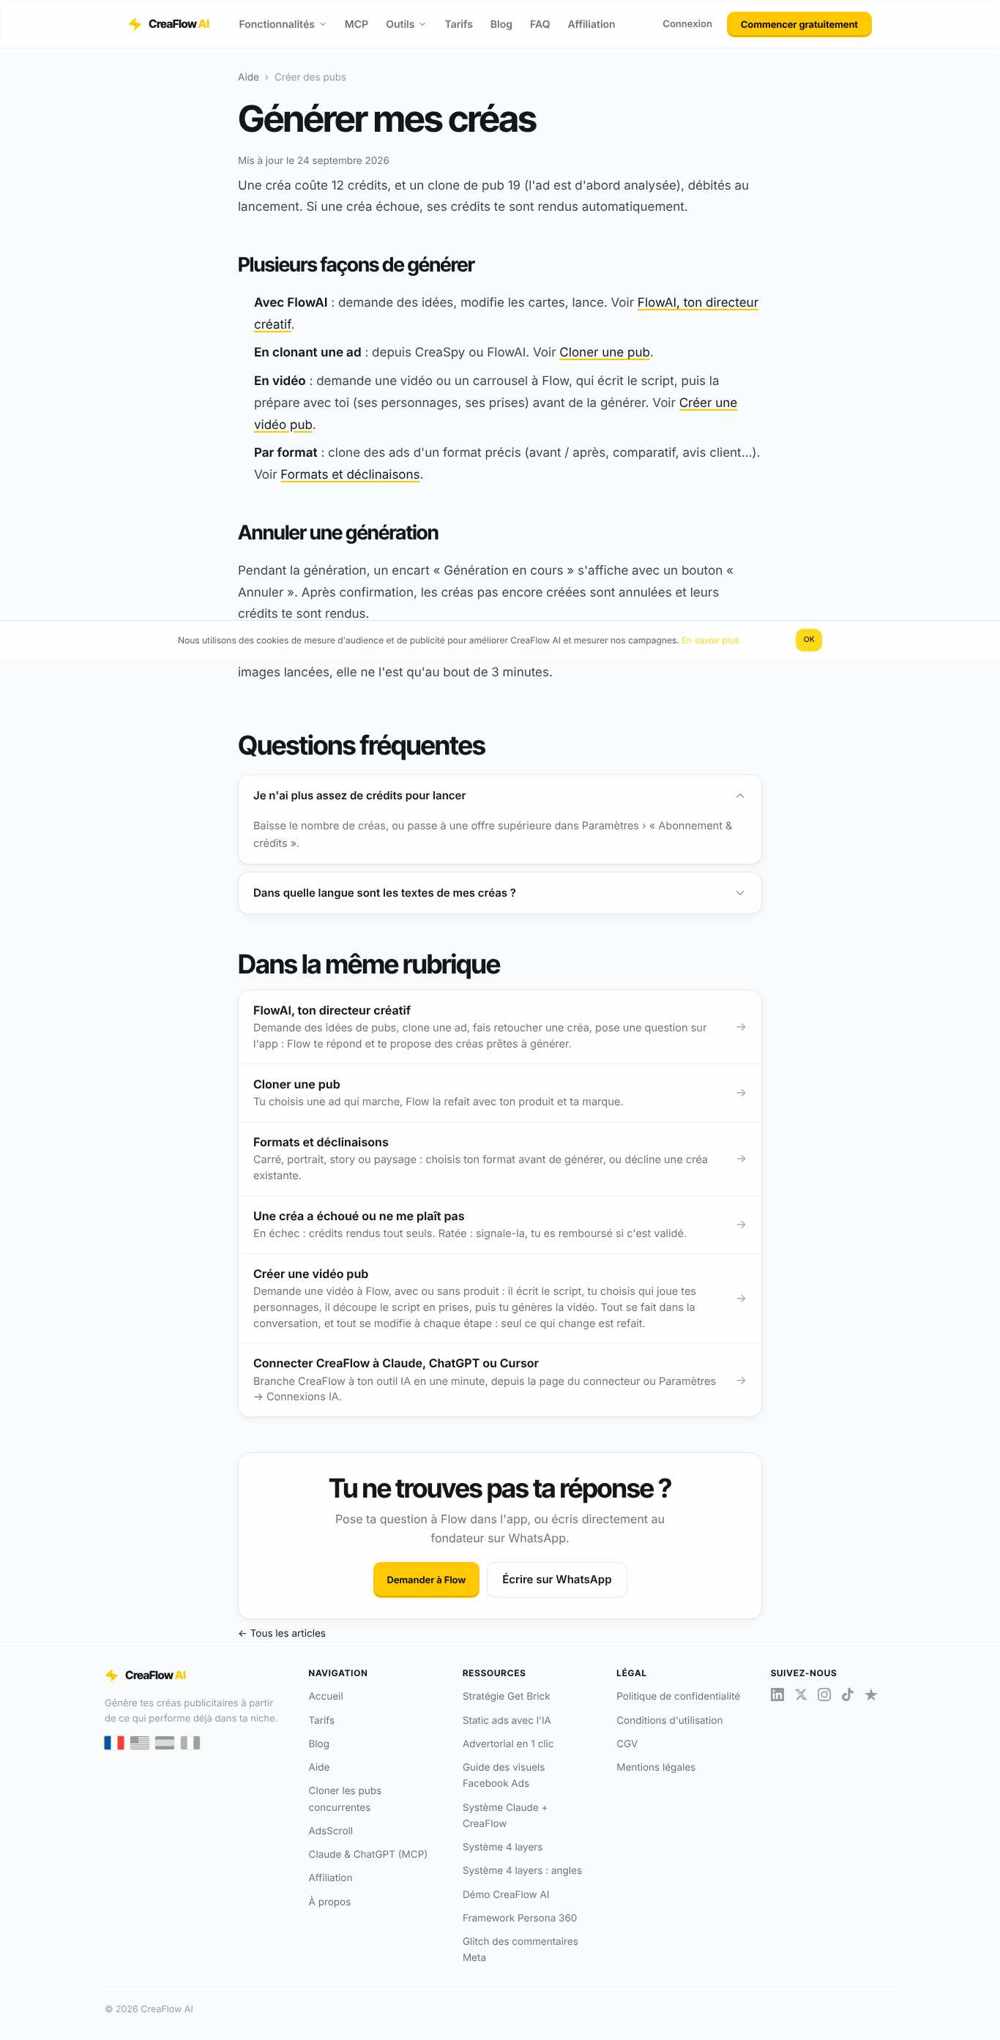 CreaFlow AI
Fonctionnalités
MCP
Outils
Tarifs
Blog
FAQ
Affiliation
Connexion
Commencer gratuitement
Aide › Créer des pubs
Générer mes créas
Mis à jour le 24 septembre 2026
Une créa coûte 12 crédits, et un clone de pub 19 (l'ad est d'abord analysée), débités au
lancement. Si une créa échoue, ses crédits te sont rendus automatiquement.
Plusieurs façons de générer
Avec FlowAI : demande des idées, modifie les cartes, lance. Voir FlowAI, ton directeur
créatif.
En clonant une ad : depuis CreaSpy ou FlowAI. Voir Cloner une pub.
En vidéo : demande une vidéo ou un carrousel à Flow, qui écrit le script, puis la
prépare avec toi (ses personnages, ses prises) avant de la générer. Voir Créer une
vidéo pub.
Par format : clone des ads d'un format précis (avant / après, comparatif, avis client…).
Voir Formats et déclinaisons.
Annuler une génération
Pendant la génération, un encart « Génération en cours » s'affiche avec un bouton «
Annuler ». Après confirmation, les créas pas encore créées sont annulées et leurs
crédits te sont rendus.
Nous utilisons des cookies de mesure d'audience et de publicité pour améliorer CreaFlow AI et mesurer nos campagnes. En savoir plus
OK
images lancées, elle ne l'est qu'au bout de 3 minutes.
Questions fréquentes
Je n'ai plus assez de crédits pour lancer
Baisse le nombre de créas, ou passe à une offre supérieure dans Paramètres › « Abonnement &
crédits ».
Dans quelle langue sont les textes de mes créas ?
Dans la même rubrique
FlowAI, ton directeur créatif
Demande des idées de pubs, clone une ad, fais retoucher une créa, pose une question sur
l'app : Flow te répond et te propose des créas prêtes à générer.
→
Cloner une pub
Tu choisis une ad qui marche, Flow la refait avec ton produit et ta marque.
→
Formats et déclinaisons
Carré, portrait, story ou paysage : choisis ton format avant de générer, ou décline une créa
existante.
→
Une créa a échoué ou ne me plaît pas
En échec : crédits rendus tout seuls. Ratée : signale-la, tu es remboursé si c'est validé.
→
Créer une vidéo pub
Demande une vidéo à Flow, avec ou sans produit : il écrit le script, tu choisis qui joue tes
personnages, il découpe le script en prises, puis tu génères la vidéo. Tout se fait dans la
conversation, et tout se modifie à chaque étape : seul ce qui change est refait.
→
Connecter CreaFlow à Claude, ChatGPT ou Cursor
Branche CreaFlow à ton outil IA en une minute, depuis la page du connecteur ou Paramètres
→ Connexions IA.
→
Tu ne trouves pas ta réponse ?
Pose ta question à Flow dans l'app, ou écris directement au
fondateur sur WhatsApp.
Demander à Flow
Écrire sur WhatsApp
← Tous les articles
CreaFlow AI
Génère tes créas publicitaires à partir
de ce qui performe déjà dans ta niche.
NAVIGATION
Accueil
Tarifs
Blog
Aide
Cloner les pubs
concurrentes
AdsScroll
Claude & ChatGPT (MCP)
Affiliation
À propos
RESSOURCES
Stratégie Get Brick
Static ads avec l'IA
Advertorial en 1 clic
Guide des visuels
Facebook Ads
Système Claude +
CreaFlow
Système 4 layers
Système 4 layers : angles
Démo CreaFlow AI
Framework Persona 360
Glitch des commentaires
Meta
LÉGAL
Politique de confidentialité
Conditions d'utilisation
CGV
Mentions légales
SUIVEZ-NOUS
© 2026 CreaFlow AI